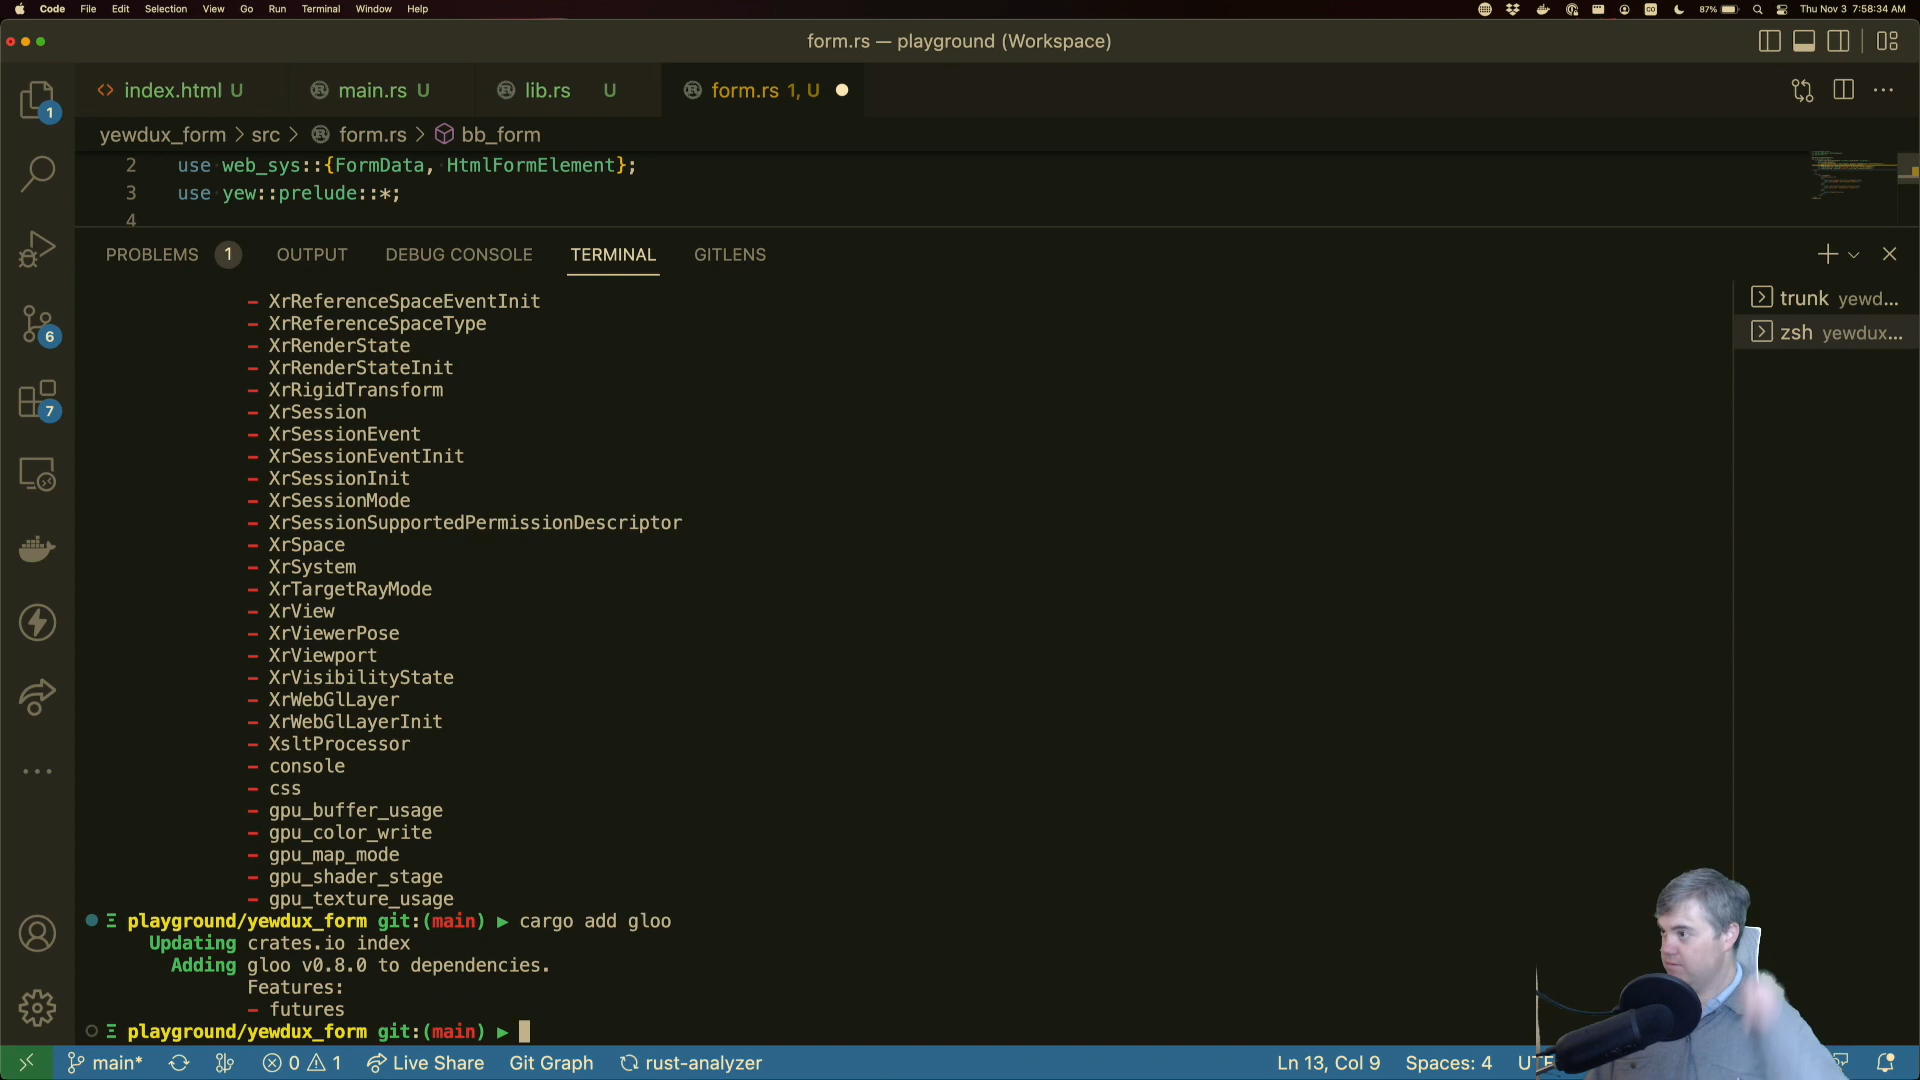 Code File Edit Selection View Go Run Terminal Window Help 87% Thu Nov 3 7:58:34 AM
form.rs — playground (Workspace)
index.html U main.rs U lib.rs U form.rs 1, U
yewdux_form > src > form.rs > bb_form
2 use web_sys::{FormData, HtmlFormElement};
3 use yew::prelude::*;
4
PROBLEMS 1 OUTPUT DEBUG CONSOLE TERMINAL GITLENS
- XrReferenceSpaceEventInit
- XrReferenceSpaceType
- XrRenderState
- XrRenderStateInit
- XrRigidTransform
- XrSession
- XrSessionEvent
- XrSessionEventInit
- XrSessionInit
- XrSessionMode
- XrSessionSupportedPermissionDescriptor
- XrSpace
- XrSystem
- XrTargetRayMode
- XrView
- XrViewerPose
- XrViewport
- XrVisibilityState
- XrWebGlLayer
- XrWebGlLayerInit
- XsltProcessor
- console
- css
- gpu_buffer_usage
- gpu_color_write
- gpu_map_mode
- gpu_shader_stage
- gpu_texture_usage
Ξ playground/yewdux_form git:(main) ▶ cargo add gloo
Updating crates.io index
Adding gloo v0.8.0 to dependencies.
Features:
- futures
Ξ playground/yewdux_form git:(main) ▶
trunk yewd...
zsh yewdux...
1
6
7
main* 0 1 Live Share Git Graph rust-analyzer Ln 13, Col 9 Spaces: 4